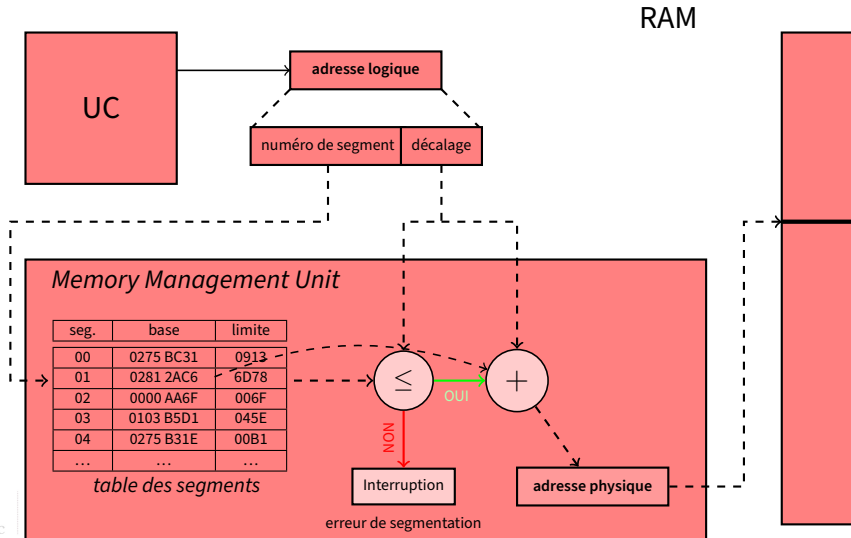 RAM
UC
adresse logique
numéro de segment décalage
Memory Management Unit
seg. base limite
00 0275 BC31 0913
01 0281 2AC6 6D78
02 0000 AA6F 006F
03 0103 B5D1 045E
04 0275 B31E 00B1
... ... ...
table des segments
≤
OUI
+
NON
Interruption
erreur de segmentation
adresse physique